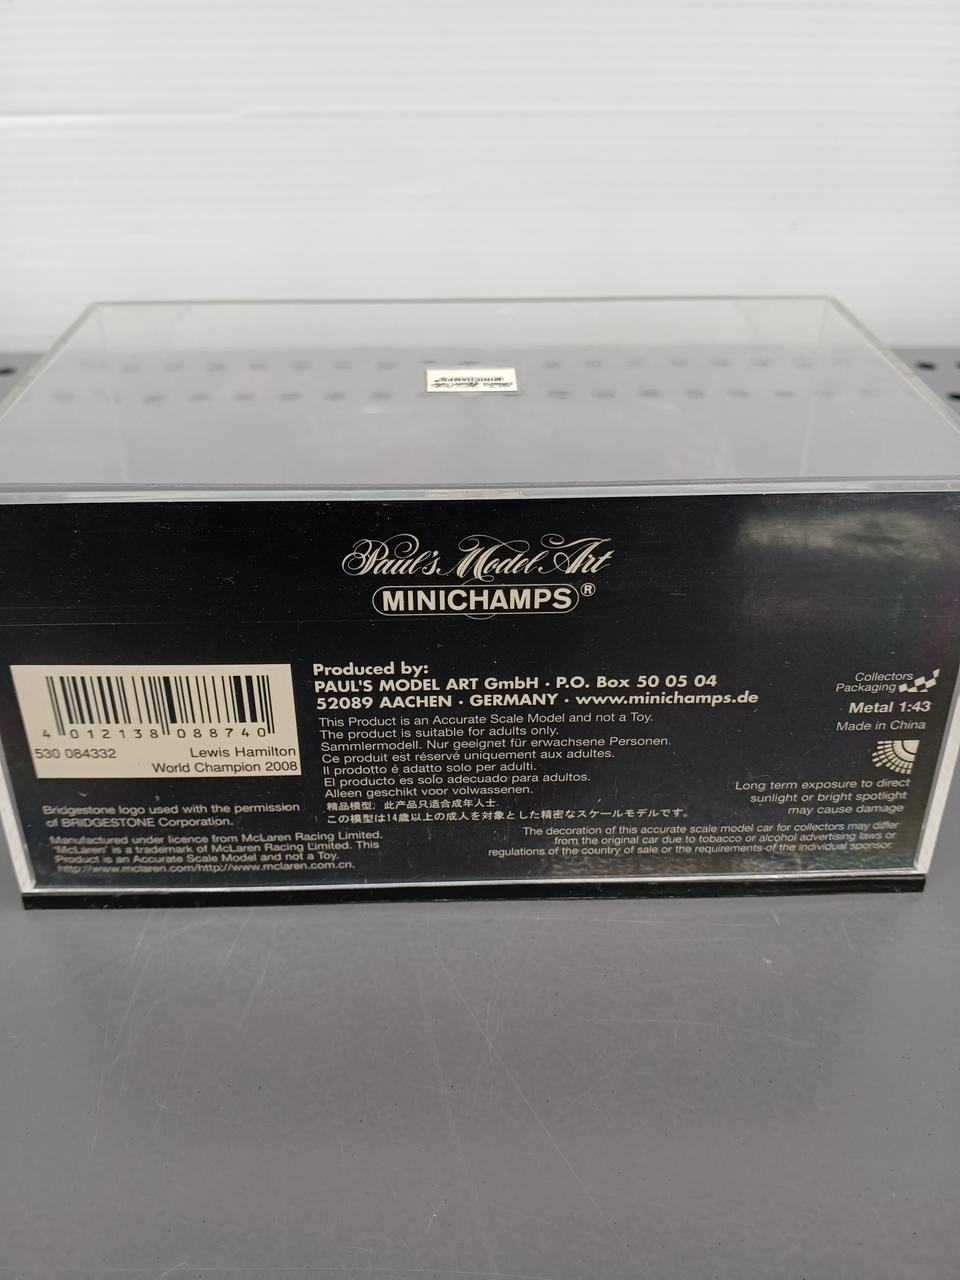 Paul's Model Art
MINICHAMPS
Paul's Model Art
MINICHAMPS®
4 012138 088740
530 084332
Lewis Hamilton
World Champion 2008
Bridgestone logo used with the permission
of BRIDGESTONE Corporation.
Manufactured under licence from McLaren Racing Limited.
'McLaren' is a trademark of McLaren Racing Limited. This
Product is an Accurate Scale Model and not a Toy.
http://www.mclaren.com/http://www.mclaren.com.cn.
Produced by:
PAUL'S MODEL ART GmbH · P.O. Box 50 05 04
52089 AACHEN · GERMANY · www.minichamps.de
This Product is an Accurate Scale Model and not a Toy.
The product is suitable for adults only.
Sammlermodell. Nur geeignet für erwachsene Personen.
Ce produit est réservé uniquement aux adultes.
Il prodotto é adatto solo per adulti.
El producto es solo adecuado para adultos.
Alleen geschikt voor volwassenen.
精品模型. 此产品只适合成年人士.
この模型は14歳以上の成人を対象とした精密なスケールモデルです。
Collectors
Packaging
Metal 1:43
Made in China
Long term exposure to direct
sunlight or bright spotlight
may cause damage
The decoration of this accurate scale model car for collectors may differ
from the original car due to tobacco or alcohol advertising laws or
regulations of the country of sale or the requirements of the individual sponsor.